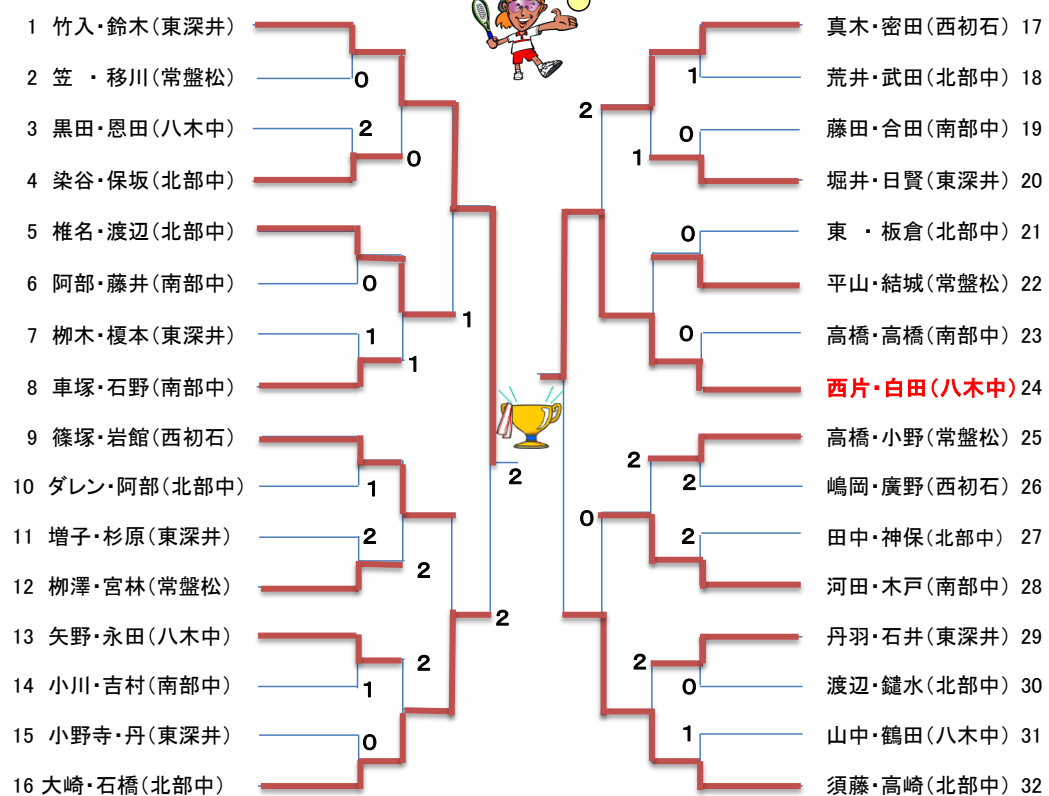 1 竹入・鈴木(東深井)
2 笠 ・移川(常盤松)
0
3 黒田・恩田(八木中)
2
4 染谷・保坂(北部中)
0
5 椎名・渡辺(北部中)
6 阿部・藤井(南部中)
0
7 栁木・榎本(東深井)
1
8 車塚・石野(南部中)
1
1
9 篠塚・岩館(西初石)
10 ダレン・阿部(北部中)
1
11 増子・杉原(東深井)
2
12 栁澤・宮林(常盤松)
2
13 矢野・永田(八木中)
2
14 小川・吉村(南部中)
1
15 小野寺・丹(東深井)
0
16 大崎・石橋(北部中)
2
2
真木・密田(西初石) 17
1
荒井・武田(北部中) 18
2
0
藤田・合田(南部中) 19
1
堀井・日賢(東深井) 20
0
東 ・板倉(北部中) 21
平山・結城(常盤松) 22
0
高橋・高橋(南部中) 23
西片・白田(八木中) 24
高橋・小野(常盤松) 25
2
2
嶋岡・廣野(西初石) 26
0
2
田中・神保(北部中) 27
河田・木戸(南部中) 28
丹羽・石井(東深井) 29
2
0
渡辺・鑓水(北部中) 30
1
山中・鶴田(八木中) 31
須藤・高崎(北部中) 32